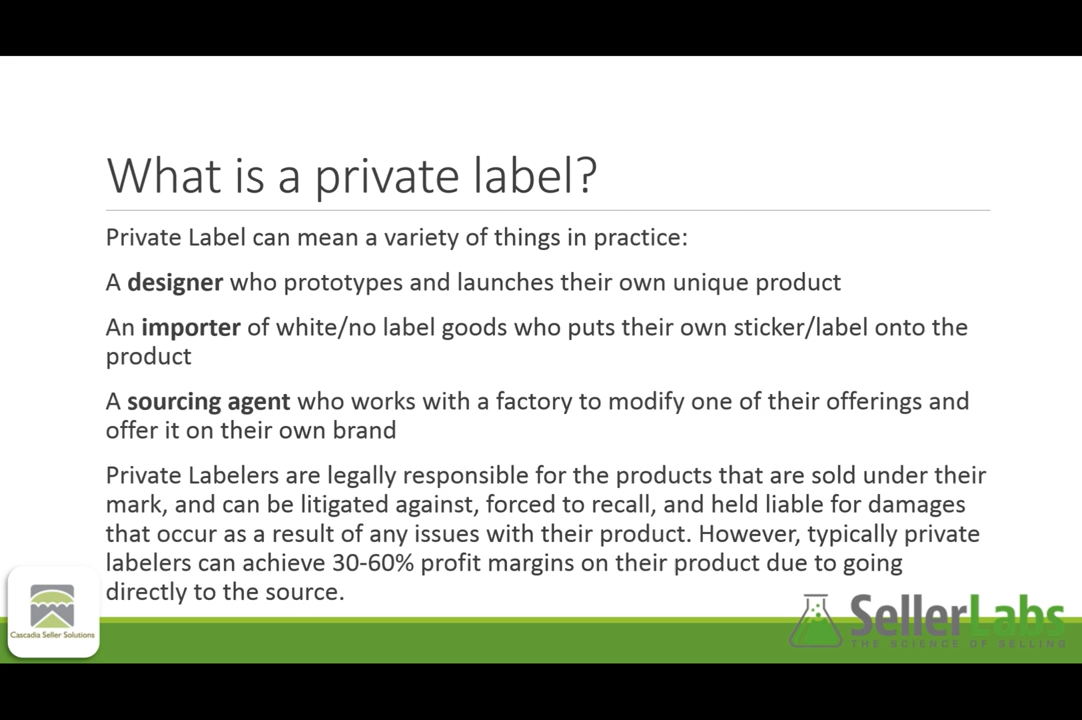 What is a private label?
Private Label can mean a variety of things in practice:
A designer who prototypes and launches their own unique product
An importer of white/no label goods who puts their own sticker/label onto the
product
A sourcing agent who works with a factory to modify one of their offerings and
offer it on their own brand
Private Labelers are legally responsible for the products that are sold under their
mark, and can be litigated against, forced to recall, and held liable for damages
that occur as a result of any issues with their product. However, typically private
labelers can achieve 30-60% profit margins on their product due to going
directly to the source.
Cascadia Seller Solutions
SellerLabs
THE SCIENCE OF SELLING